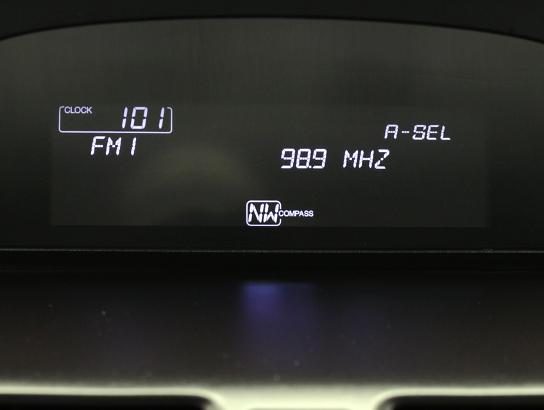 CLOCK 101
A-SEL
FM1
98.9 MHZ
NW COMPASS